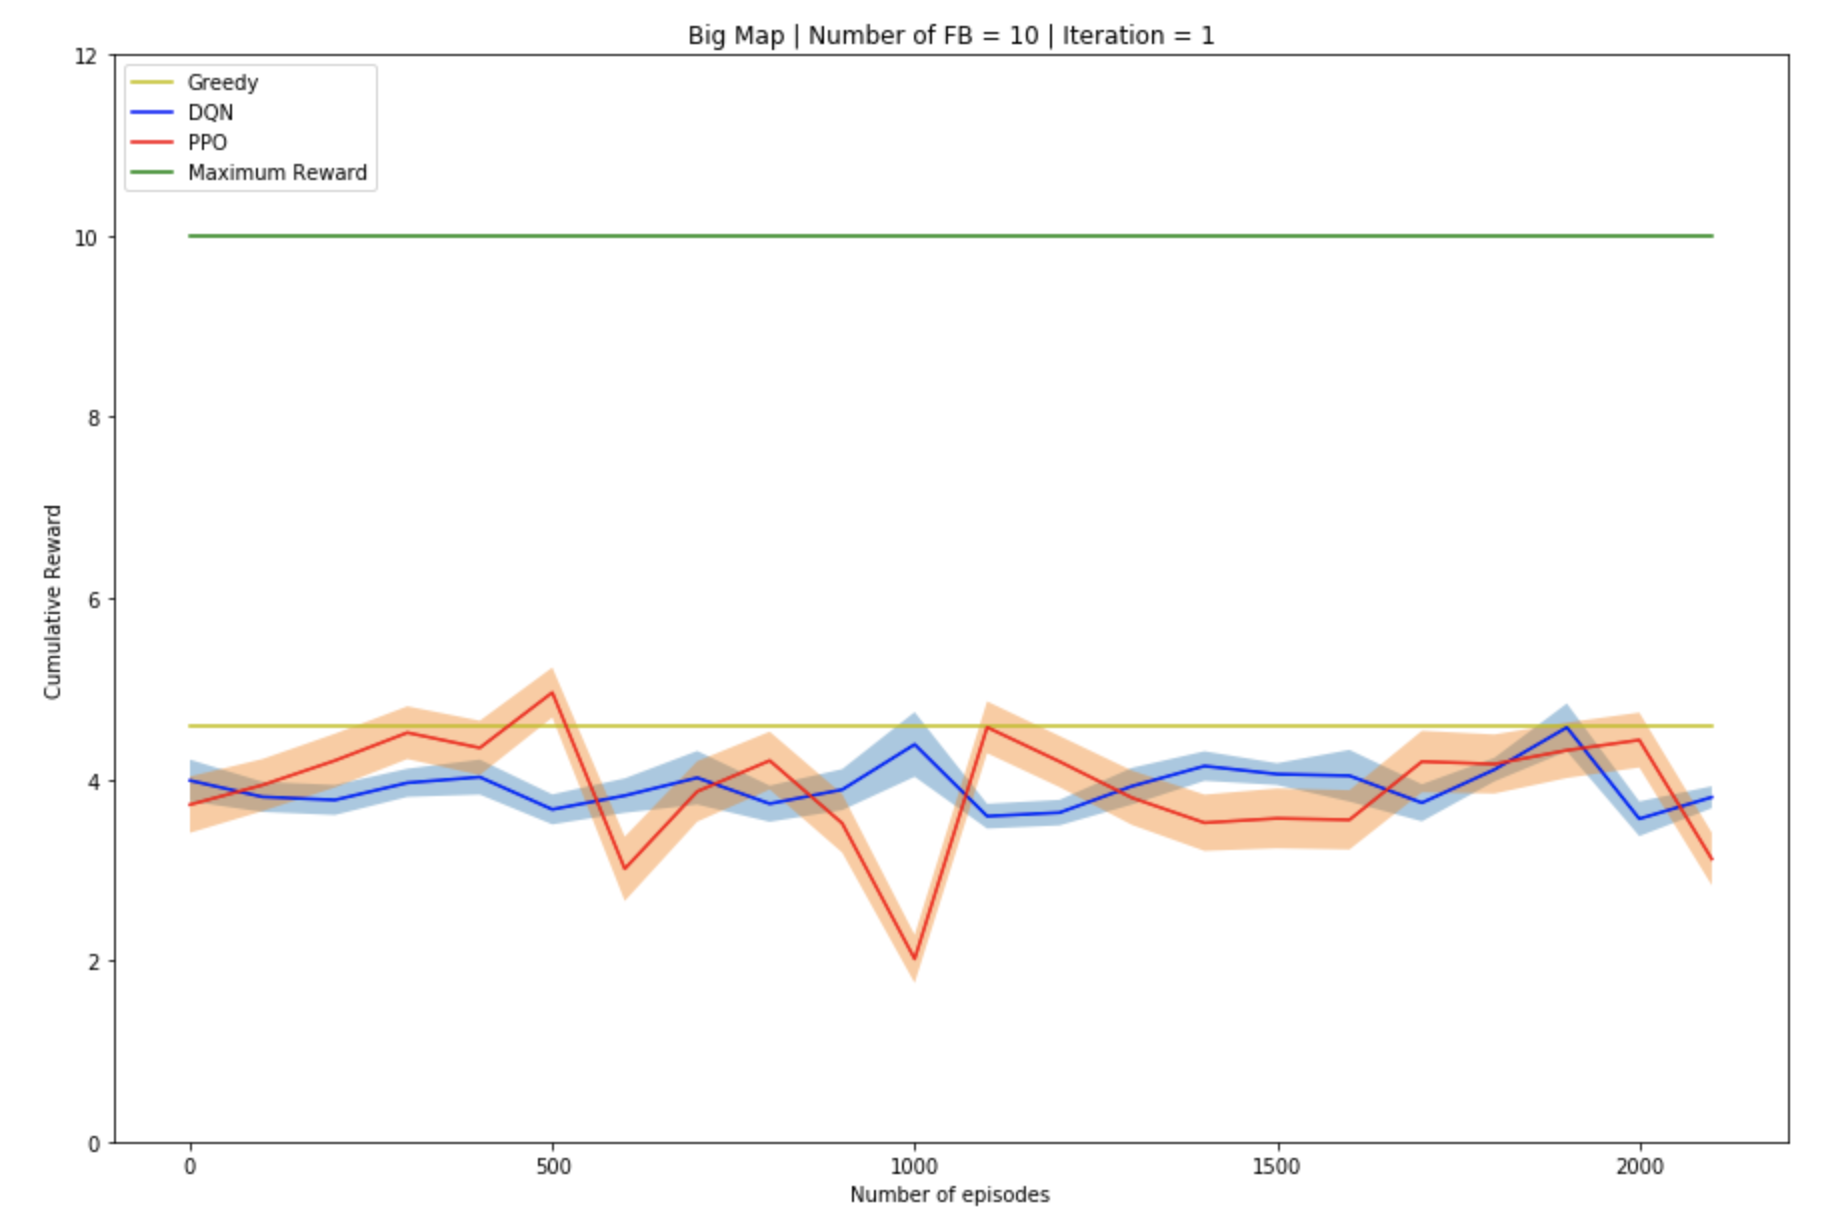 Big Map | Number of FB = 10 | Iteration = 1
Greedy
DQN
PPO
Maximum Reward
12
10
8
6
4
2
0
Cumulative Reward
0 500 1000 1500 2000
Number of episodes